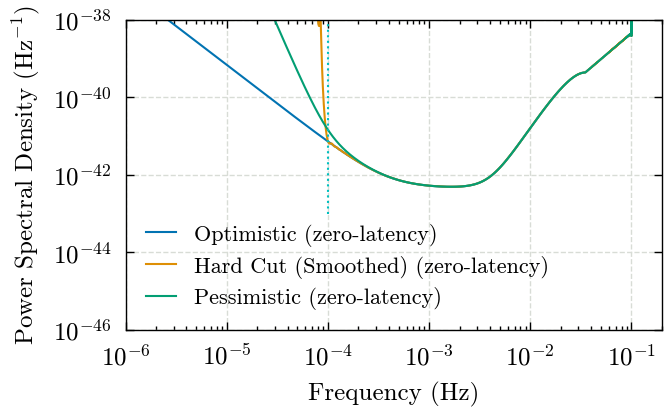 Power Spectral Density (Hz⁻¹)
10⁻³⁸
10⁻⁴⁰
10⁻⁴²
10⁻⁴⁴
10⁻⁴⁶
Optimistic (zero-latency)
Hard Cut (Smoothed) (zero-latency)
Pessimistic (zero-latency)
10⁻⁶ 10⁻⁵ 10⁻⁴ 10⁻³ 10⁻² 10⁻¹
Frequency (Hz)